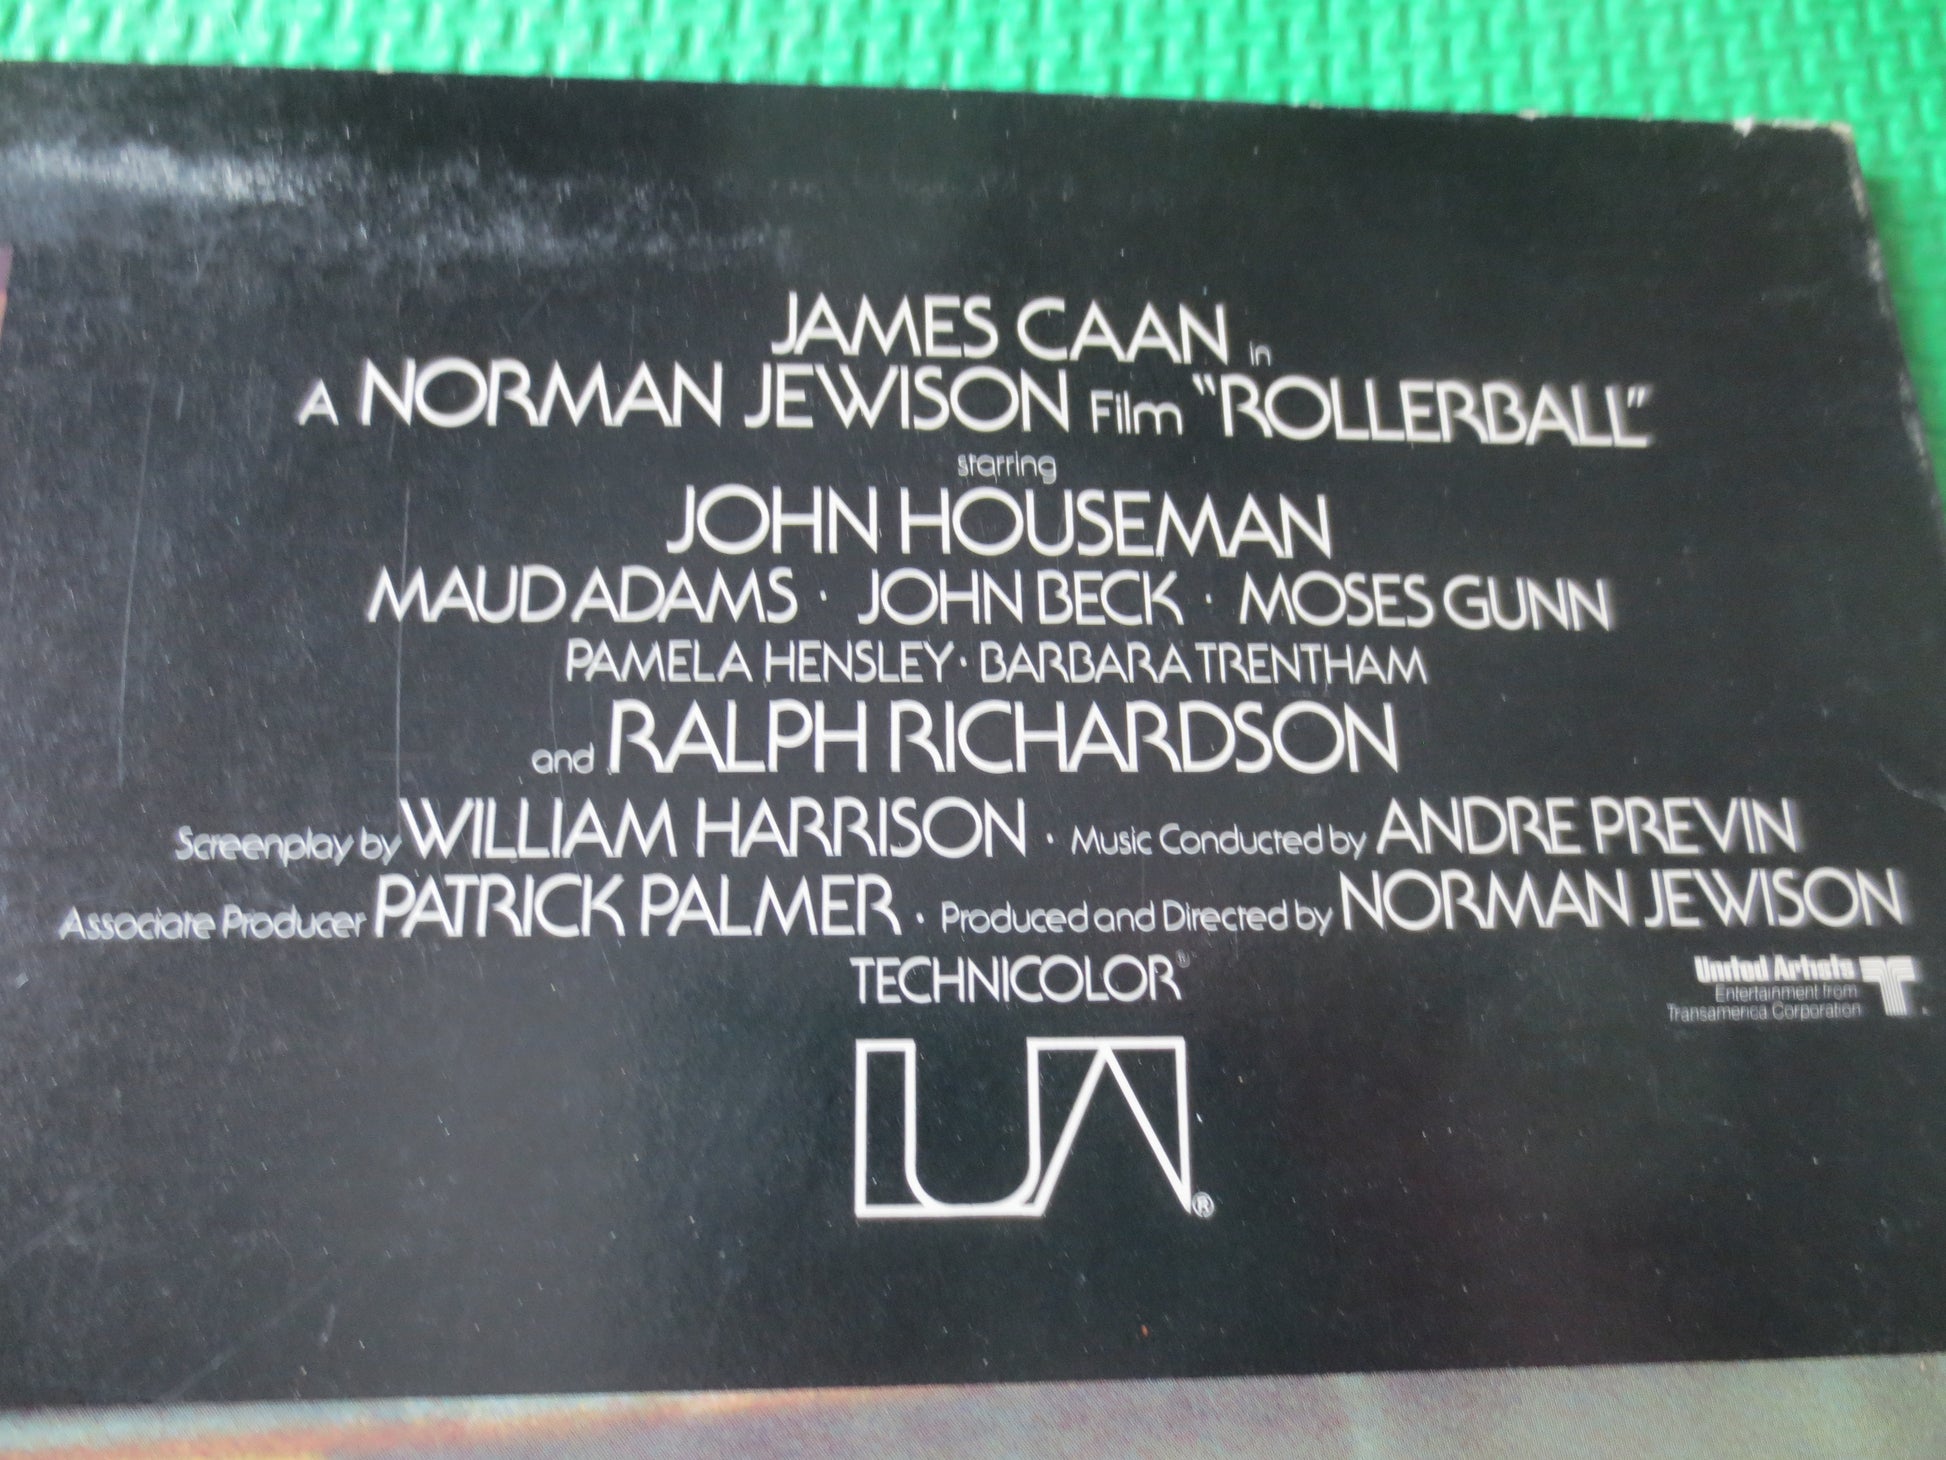 JAMES CAAN in
A NORMAN JEWISON Film "ROLLERBALL"
starring
JOHN HOUSEMAN
MAUD ADAMS · JOHN BECK · MOSES GUNN
PAMELA HENSLEY · BARBARA TRENTHAM
and RALPH RICHARDSON
Screenplay by WILLIAM HARRISON · Music Conducted by ANDRE PREVIN
Associate Producer PATRICK PALMER · Produced and Directed by NORMAN JEWISON
TECHNICOLOR®
United Artists
Entertainment from
Transamerica Corporation
UA®